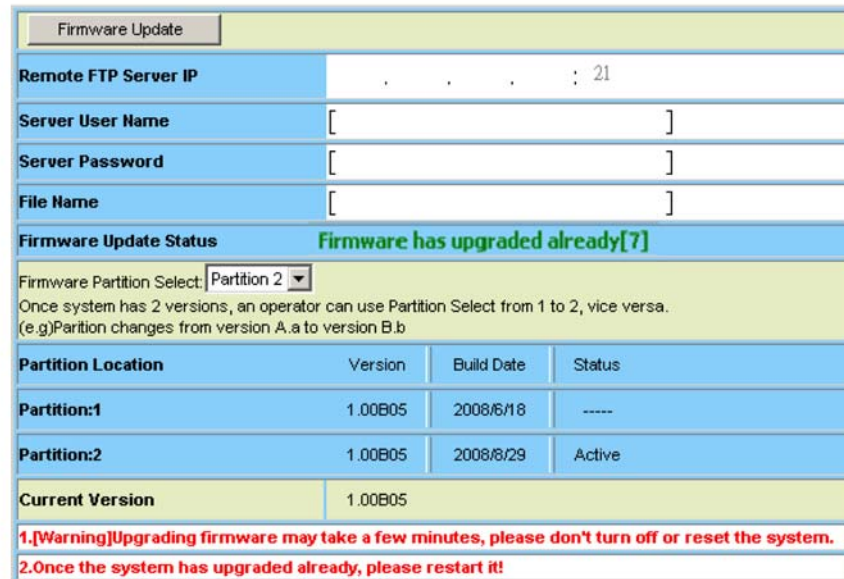 Firmware Update
Remote FTP Server IP . . . : 21
Server User Name [ ]
Server Password [ ]
File Name [ ]
Firmware Update Status Firmware has upgraded already[7]
Firmware Partition Select: Partition 2
Once system has 2 versions, an operator can use Partition Select from 1 to 2, vice versa.
(e.g)Parition changes from version A.a to version B.b
Partition Location Version Build Date Status
Partition:1 1.00B05 2008/6/18 -----
Partition:2 1.00B05 2008/8/29 Active
Current Version 1.00B05
1.[Warning]Upgrading firmware may take a few minutes, please don't turn off or reset the system.
2.Once the system has upgraded already, please restart it!